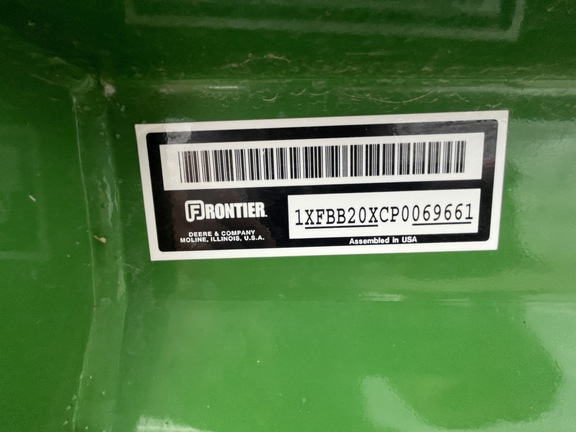 FRONTIER
DEERE & COMPANY
MOLINE, ILLINOIS, U.S.A.
1XFBB20XCP0069661
Assembled in USA